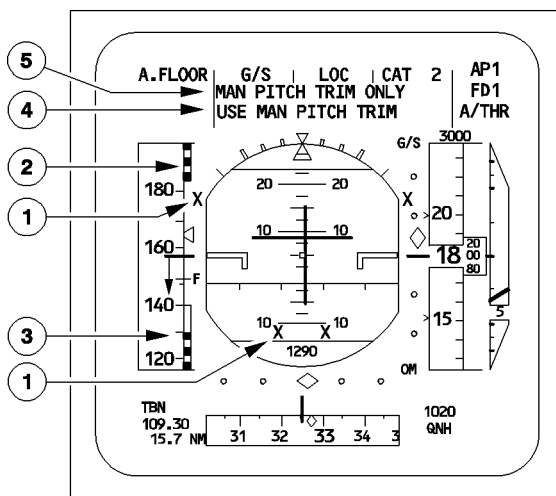 A.FLOOR G/S LOC CAT 2 AP1
5 MAN PITCH TRIM ONLY FD1
4 USE MAN PITCH TRIM A/THR
G/S 3000
2
180 20 20
1 X X
20
10 10
160 18 20 00 80
F
140
15 5
3 10 X X 10
120 1290
1 OM
TBN
109.30
15.7 NM
31 32 33 34 3
1020
QNH